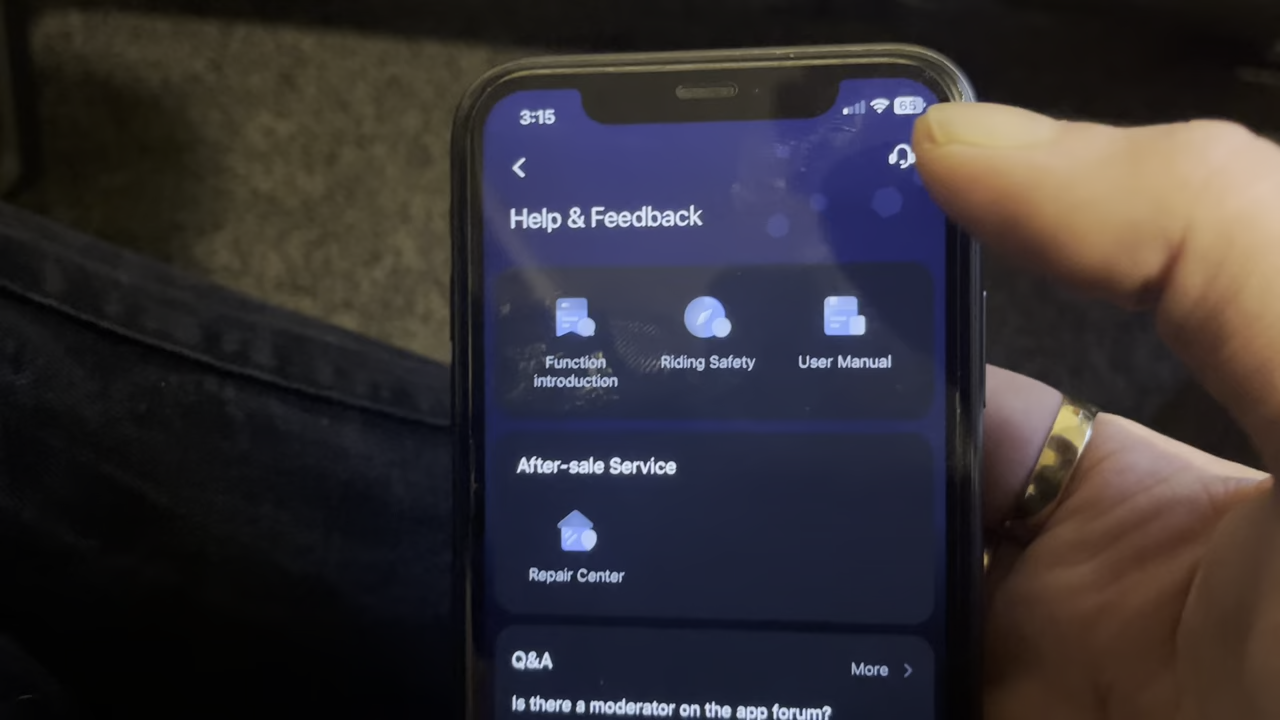 3:15
65
Help & Feedback
Function
introduction
Riding Safety
User Manual
After-sale Service
Repair Center
Q&A
More
Is there a moderator on the app forum?